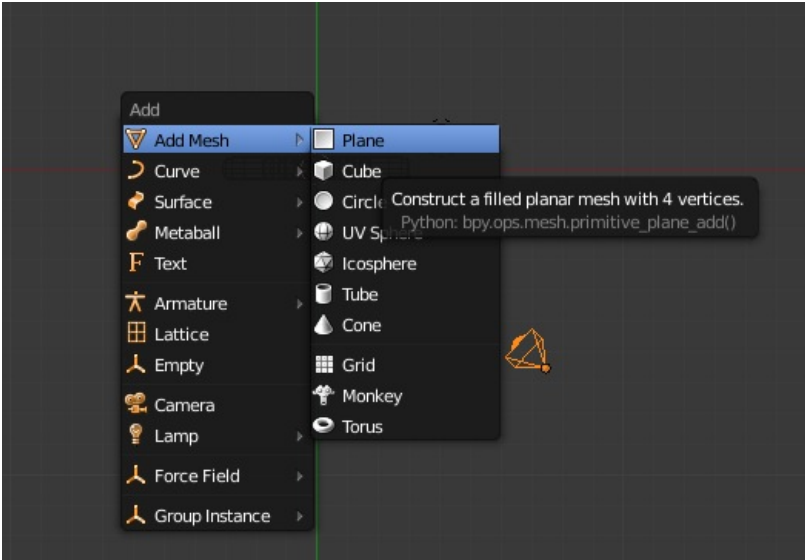 Add
Add Mesh
Curve
Surface
Metaball
Text
Armature
Lattice
Empty
Camera
Lamp
Force Field
Group Instance
Plane
Cube
Circle
UV Sphere
Icosphere
Tube
Cone
Grid
Monkey
Torus
Construct a filled planar mesh with 4 vertices.
Python: bpy.ops.mesh.primitive_plane_add()